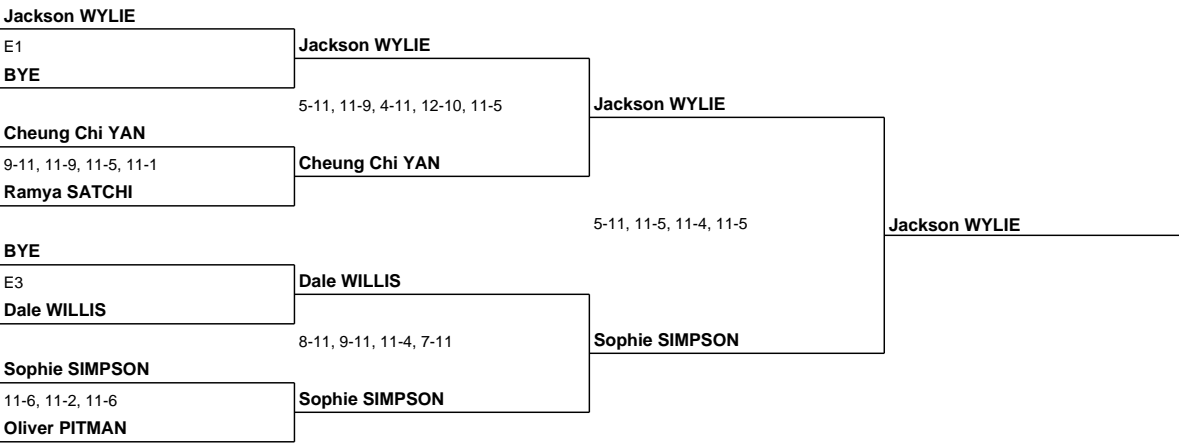 Jackson WYLIE
E1
BYE
Jackson WYLIE
5-11, 11-9, 4-11, 12-10, 11-5
Cheung Chi YAN
9-11, 11-9, 11-5, 11-1
Ramya SATCHI
Cheung Chi YAN
Jackson WYLIE
5-11, 11-5, 11-4, 11-5
Jackson WYLIE
BYE
E3
Dale WILLIS
Dale WILLIS
8-11, 9-11, 11-4, 7-11
Sophie SIMPSON
Sophie SIMPSON
11-6, 11-2, 11-6
Oliver PITMAN
Sophie SIMPSON